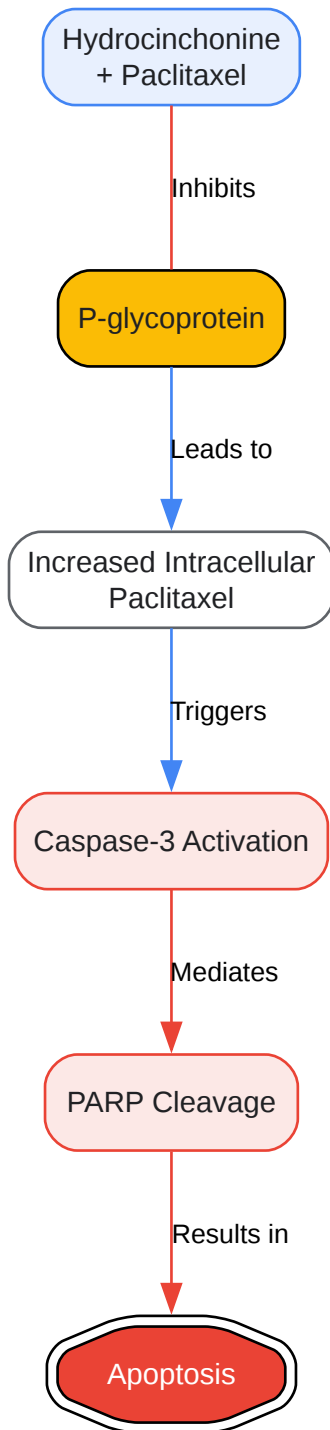 Hydrocinchonine
+ Paclitaxel
Inhibits
P-glycoprotein
Leads to
Increased Intracellular
Paclitaxel
Triggers
Caspase-3 Activation
Mediates
PARP Cleavage
Results in
Apoptosis